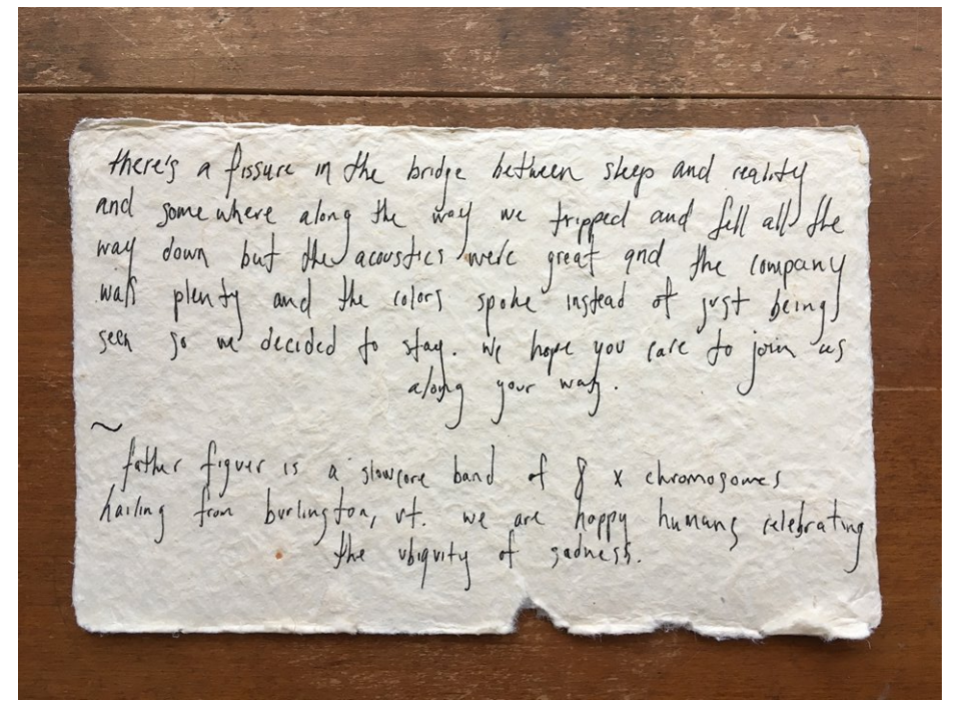 there's a fissure in the bridge between sleep and reality
and somewhere along the way we tripped and fell all the
way down but the acoustics were great and the company
was plenty and the colors spoke instead of just being
seen so we decided to stay. we hope you care to join us
along your way.
~
father figuer is a slowcore band of 8 x chromosomes
hailing from burlington, vt. we are happy humans celebrating
the ubiquity of sadness.